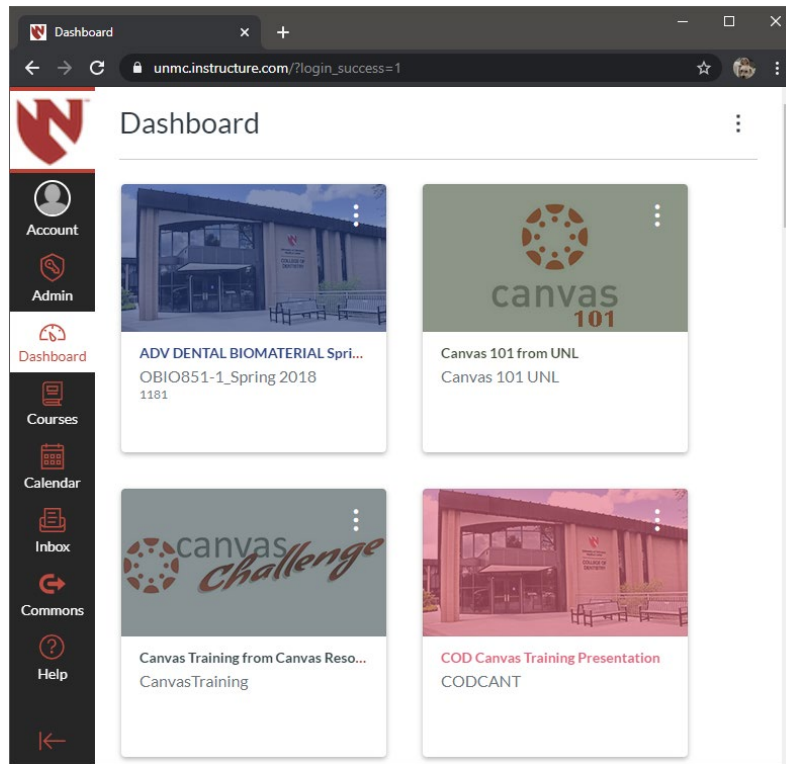 Dashboard
unmc.instructure.com/?login_success=1
N
Dashboard
Account
Admin
Dashboard
Courses
Calendar
Inbox
Commons
Help
COLLEGE OF
DENTISTRY
ADV DENTAL BIOMATERIAL Spri...
OBIO851-1_Spring 2018
1181
canvas
101
Canvas 101 from UNL
Canvas 101 UNL
canvas
Challenge
Canvas Training from Canvas Reso...
CanvasTraining
COLLEGE OF
DENTISTRY
COD Canvas Training Presentation
CODCANT